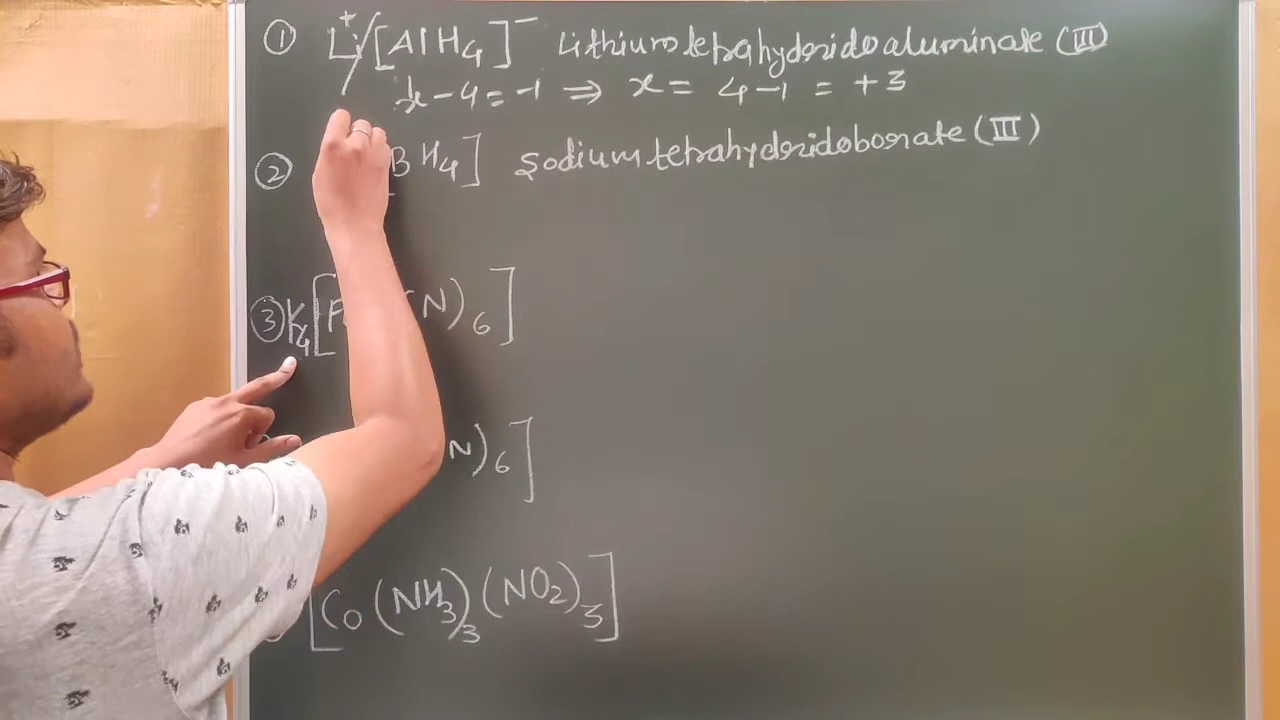 ① Li⁺/[AlH₄]⁻ Lithium tetrahydridoaluminate (III)
x - 4 = -1 ⇒ x = 4 - 1 = +3
② BH₄] Sodium tetrahydridoborate (III)
③ K₄[F N)₆]
N)₆]
[Co(NH₃)₃(NO₂)₃]